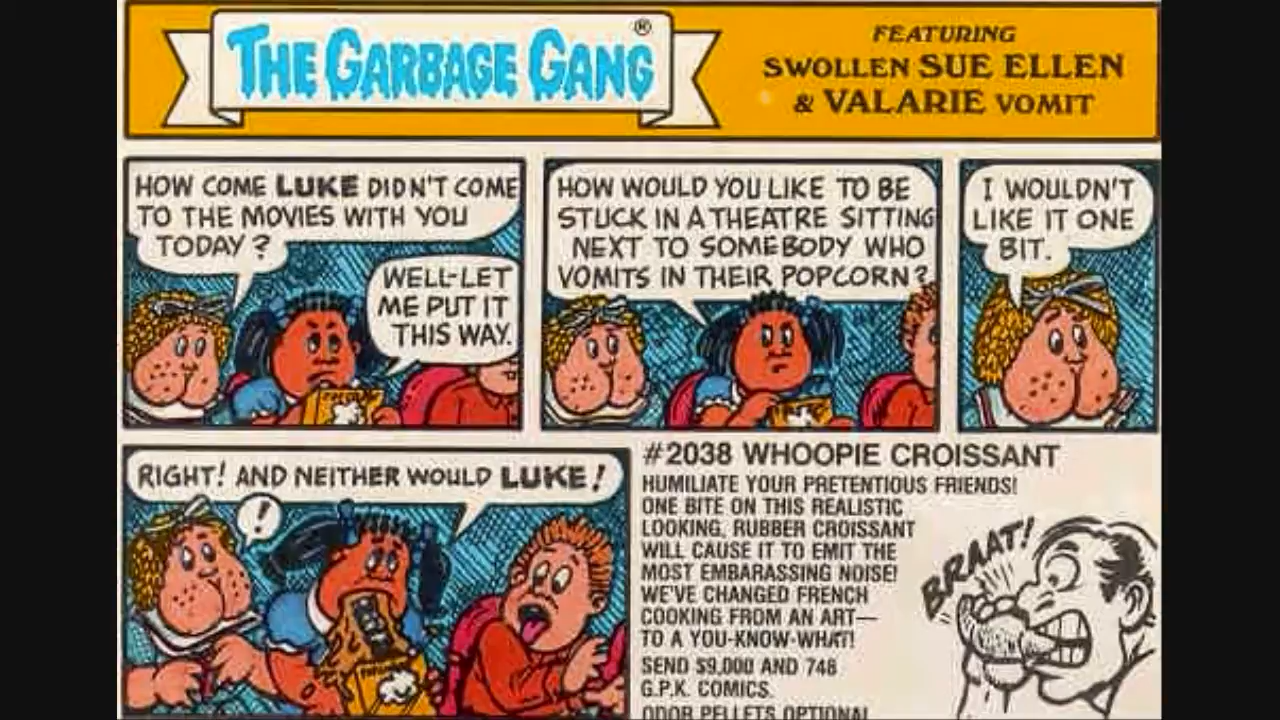 THE GARBAGE GANG®
FEATURING
SWOLLEN SUE ELLEN
& VALARIE VOMIT
HOW COME LUKE DIDN'T COME
TO THE MOVIES WITH YOU
TODAY?
WELL-LET
ME PUT IT
THIS WAY.
HOW WOULD YOU LIKE TO BE
STUCK IN A THEATRE SITTING
NEXT TO SOMEBODY WHO
VOMITS IN THEIR POPCORN?
I WOULDN'T
LIKE IT ONE
BIT.
RIGHT! AND NEITHER WOULD LUKE!
!
#2038 WHOOPIE CROISSANT
HUMILIATE YOUR PRETENTIOUS FRIENDS!
ONE BITE ON THIS REALISTIC
LOOKING, RUBBER CROISSANT
WILL CAUSE IT TO EMIT THE
MOST EMBARASSING NOISE!
WE'VE CHANGED FRENCH
COOKING FROM AN ART—
TO A YOU-KNOW-WHAT!
SEND $9,000 AND 748
G.P.K. COMICS.
ODOR PELLETS OPTIONAL
BRAAT!